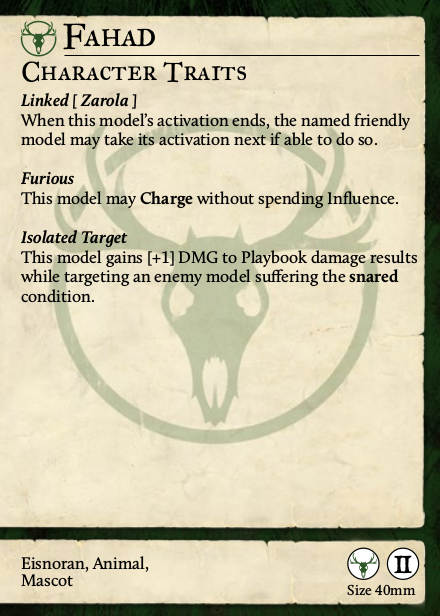 Fahad
Character Traits
Linked [ Zarola ]
When this model's activation ends, the named friendly
model may take its activation next if able to do so.
Furious
This model may Charge without spending Influence.
Isolated Target
This model gains [+1] DMG to Playbook damage results
while targeting an enemy model suffering the snared
condition.
Eisnoran, Animal,
Mascot
II
Size 40mm